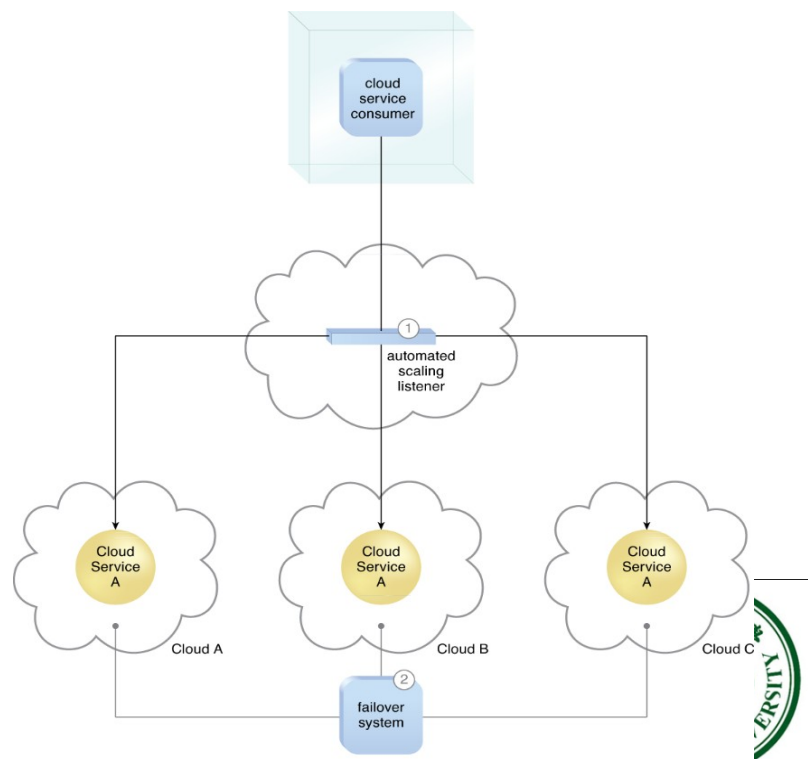 cloud
service
consumer
1
automated
scaling
listener
Cloud
Service
A
Cloud A
Cloud
Service
A
Cloud B
Cloud
Service
A
Cloud C
2
failover
system